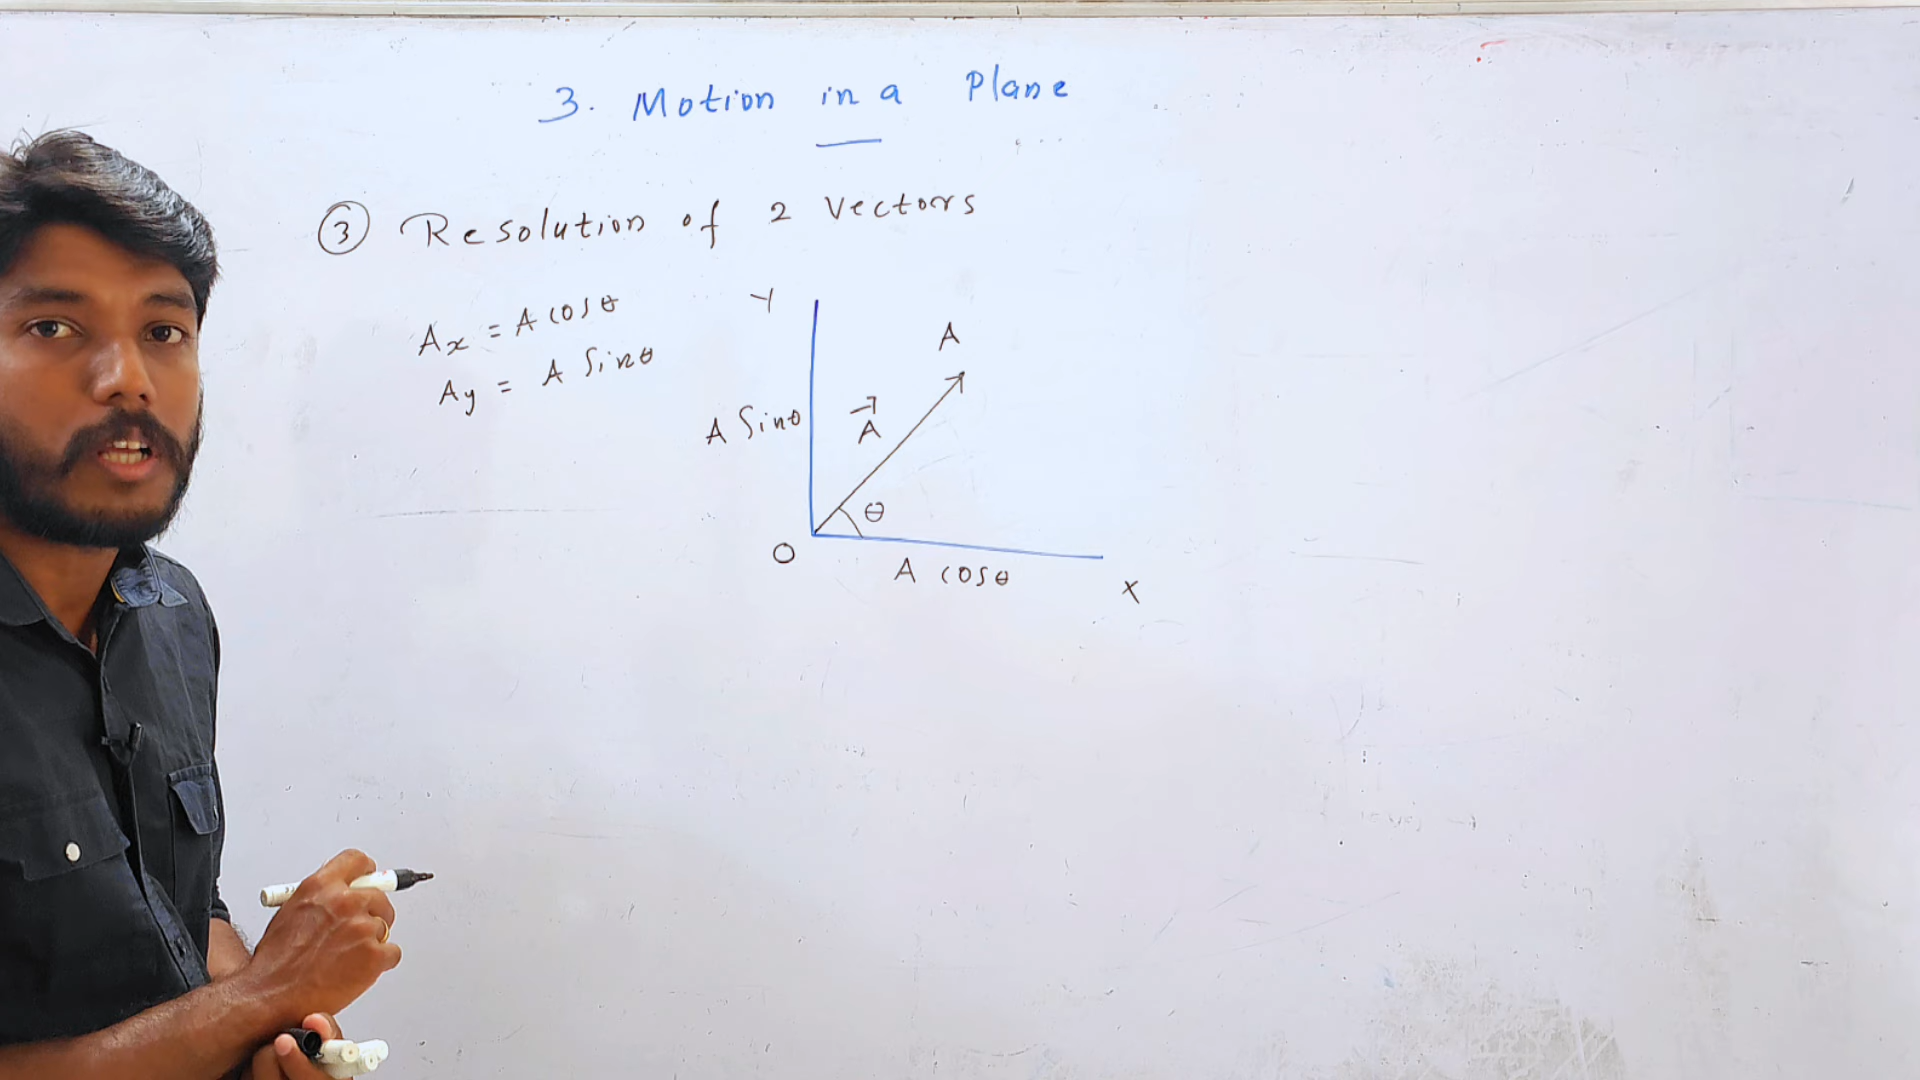 3. Motion in a Plane
③ Resolution of 2 Vectors
Ax = A cosθ
Ay = A Sinθ
Y
A
A⃗
A Sinθ
θ
O
A cosθ
X